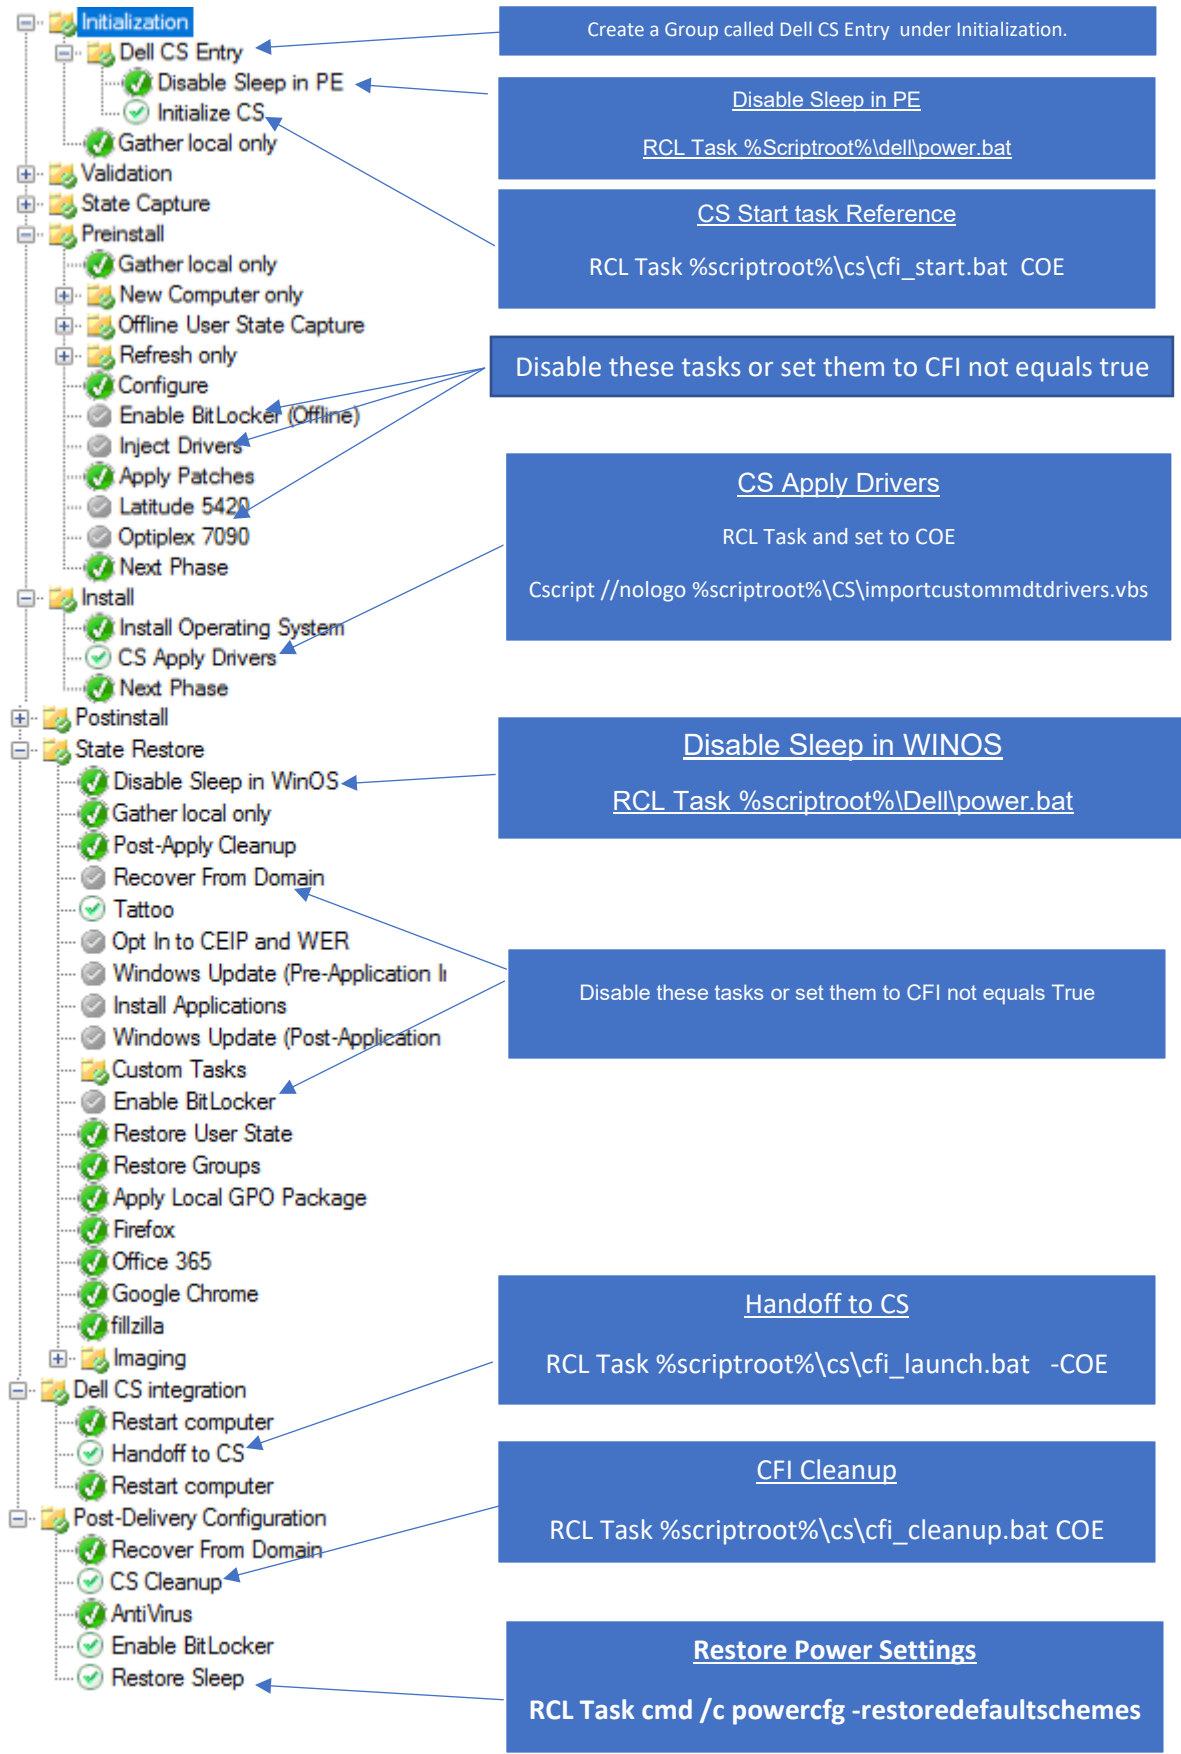 Initialization
Create a Group called Dell CS Entry under Initialization.
Dell CS Entry
Disable Sleep in PE
Initialize CS
Gather local only
Disable Sleep in PE
RCL Task %Scriptroot%\dell\power.bat
Validation
State Capture
Preinstall
CS Start task Reference
RCL Task %scriptroot%\cs\cfi_start.bat COE
Gather local only
New Computer only
Offline User State Capture
Refresh only
Configure
Enable BitLocker (Offline)
Inject Drivers
Apply Patches
Latitude 5420
Optiplex 7090
Next Phase
Disable these tasks or set them to CFI not equals true
CS Apply Drivers
RCL Task and set to COE
Cscript //nologo %scriptroot%\CS\importcustommdtdrivers.vbs
Install
Install Operating System
CS Apply Drivers
Next Phase
Postinstall
State Restore
Disable Sleep in WINOS
RCL Task %scriptroot%\Dell\power.bat
Disable Sleep in WinOS
Gather local only
Post-Apply Cleanup
Recover From Domain
Tattoo
Opt In to CEIP and WER
Windows Update (Pre-Application I
Install Applications
Windows Update (Post-Application
Custom Tasks
Enable BitLocker
Disable these tasks or set them to CFI not equals True
Restore User State
Restore Groups
Apply Local GPO Package
Firefox
Office 365
Google Chrome
fillzilla
Imaging
Handoff to CS
RCL Task %scriptroot%\cs\cfi_launch.bat -COE
Dell CS integration
Restart computer
Handoff to CS
Restart computer
CFI Cleanup
RCL Task %scriptroot%\cs\cfi_cleanup.bat COE
Post-Delivery Configuration
Recover From Domain
CS Cleanup
AntiVirus
Enable BitLocker
Restore Sleep
Restore Power Settings
RCL Task cmd /c powercfg -restoredefaultschemes